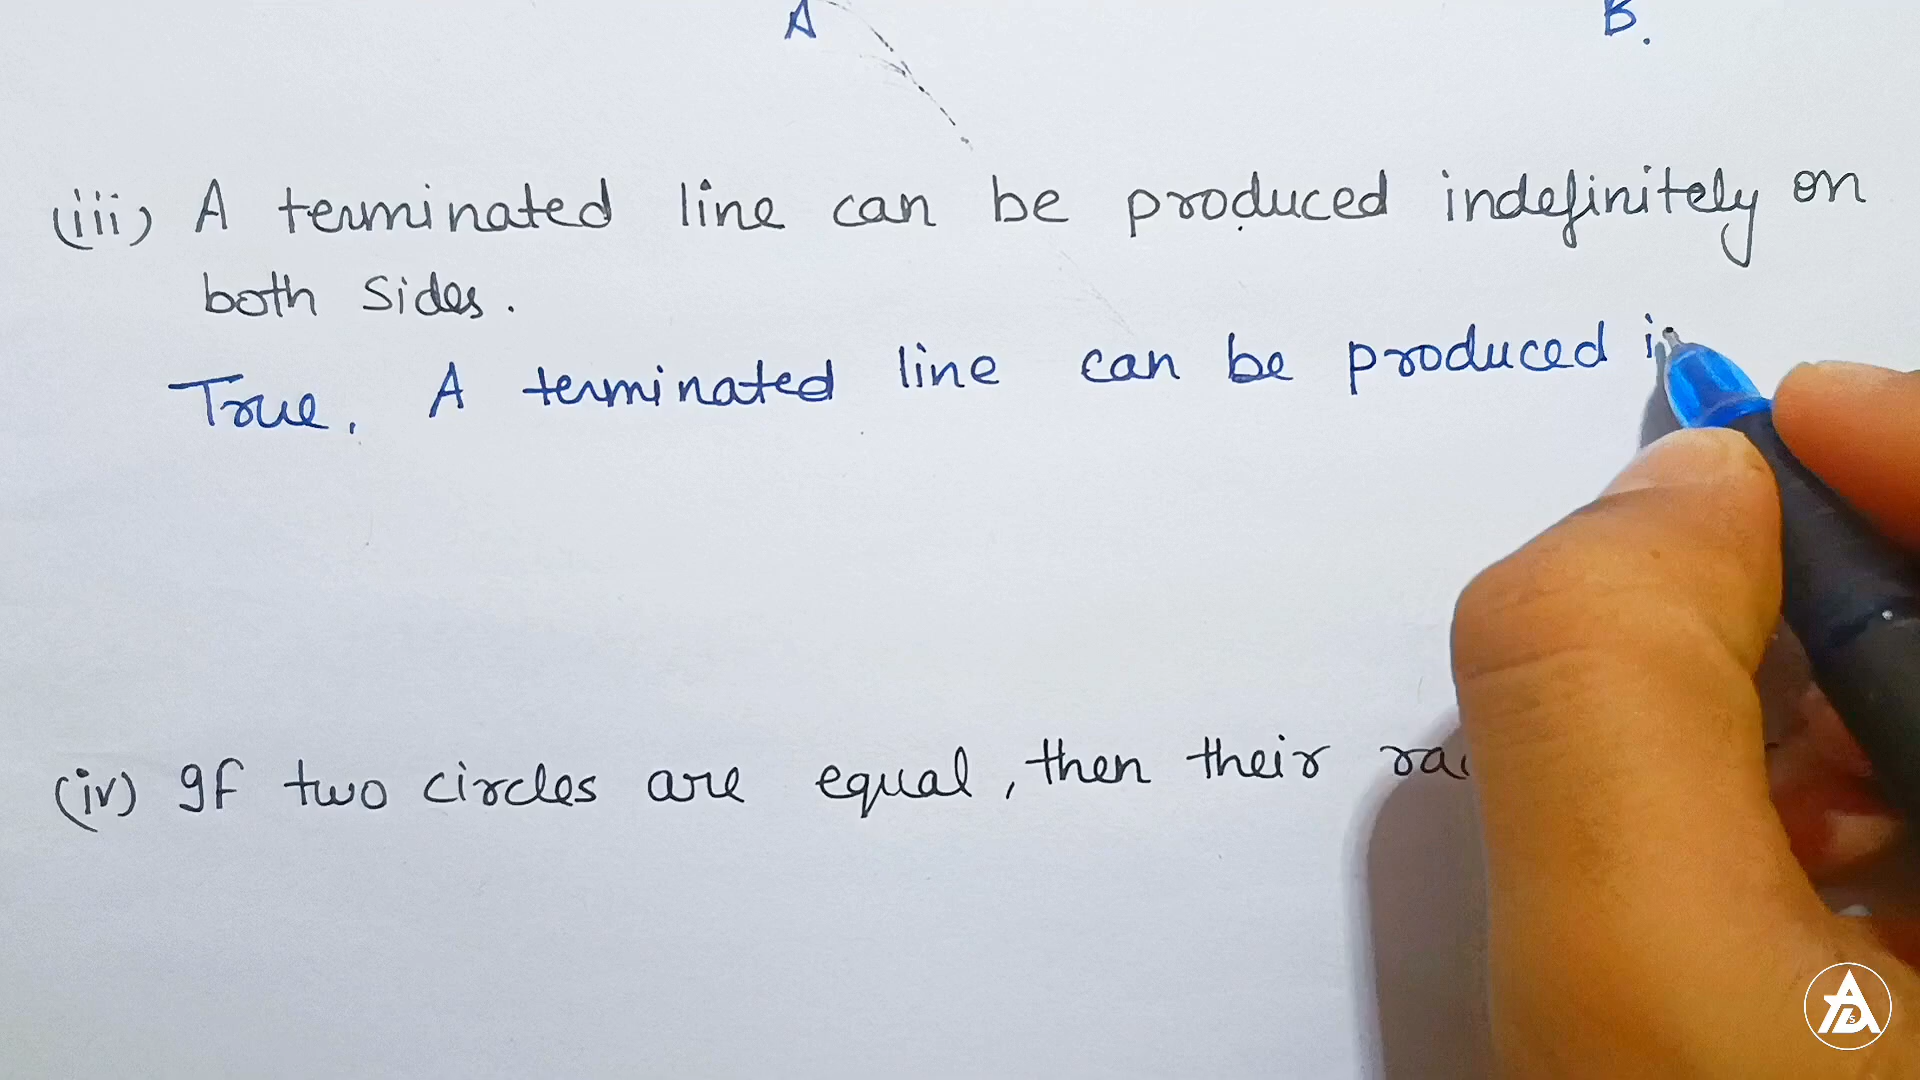 A B.
(iii) A terminated line can be produced indefinitely on
both sides.
True. A terminated line can be produced i
(iv) If two circles are equal, then their